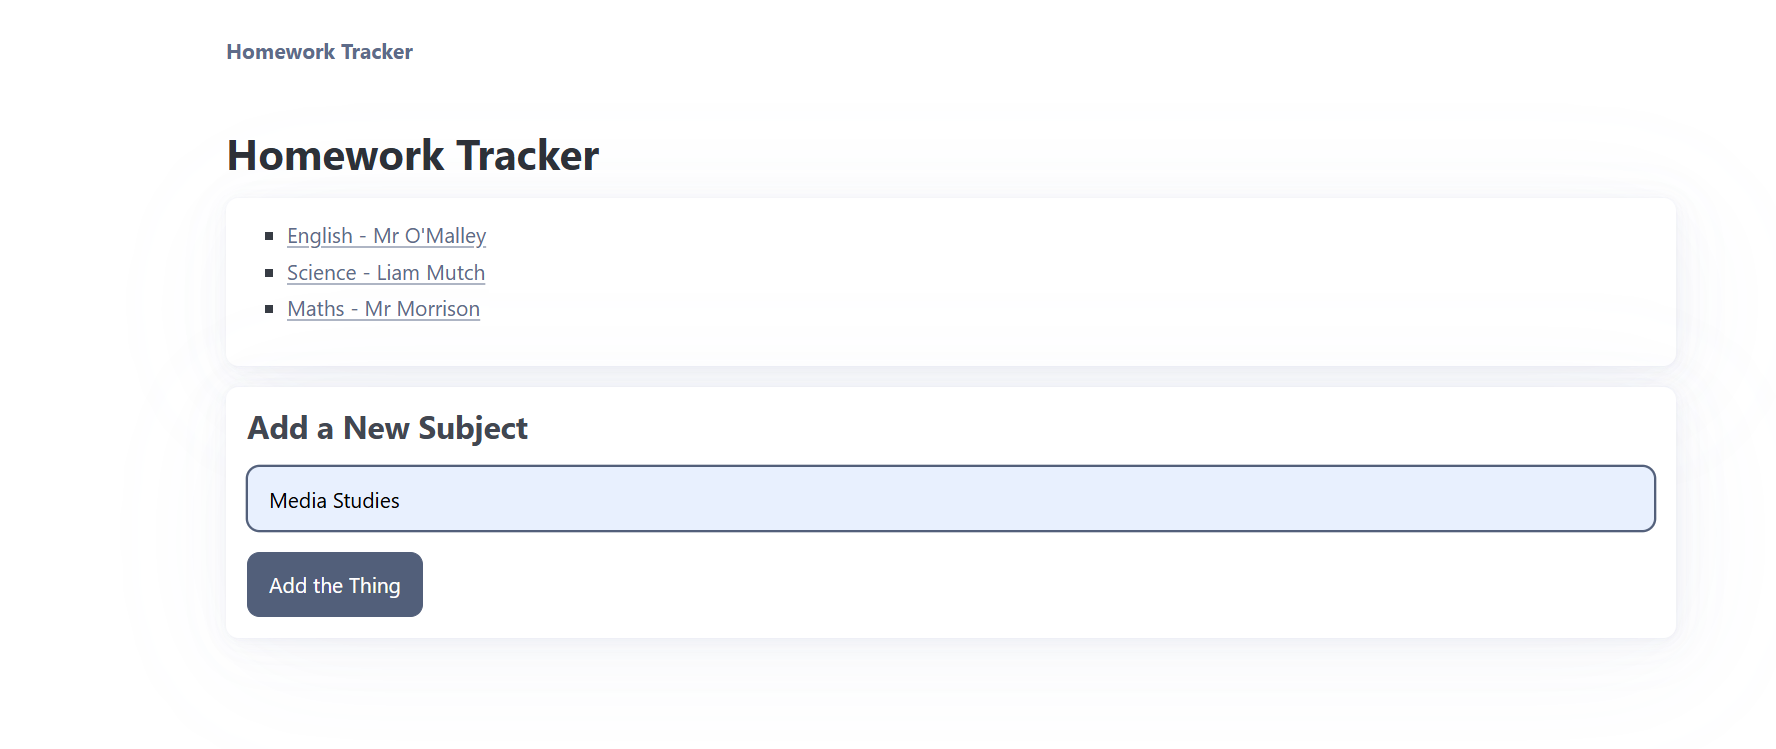 Homework Tracker
Homework Tracker
English - Mr O'Malley
Science - Liam Mutch
Maths - Mr Morrison
Add a New Subject
Media Studies
Add the Thing